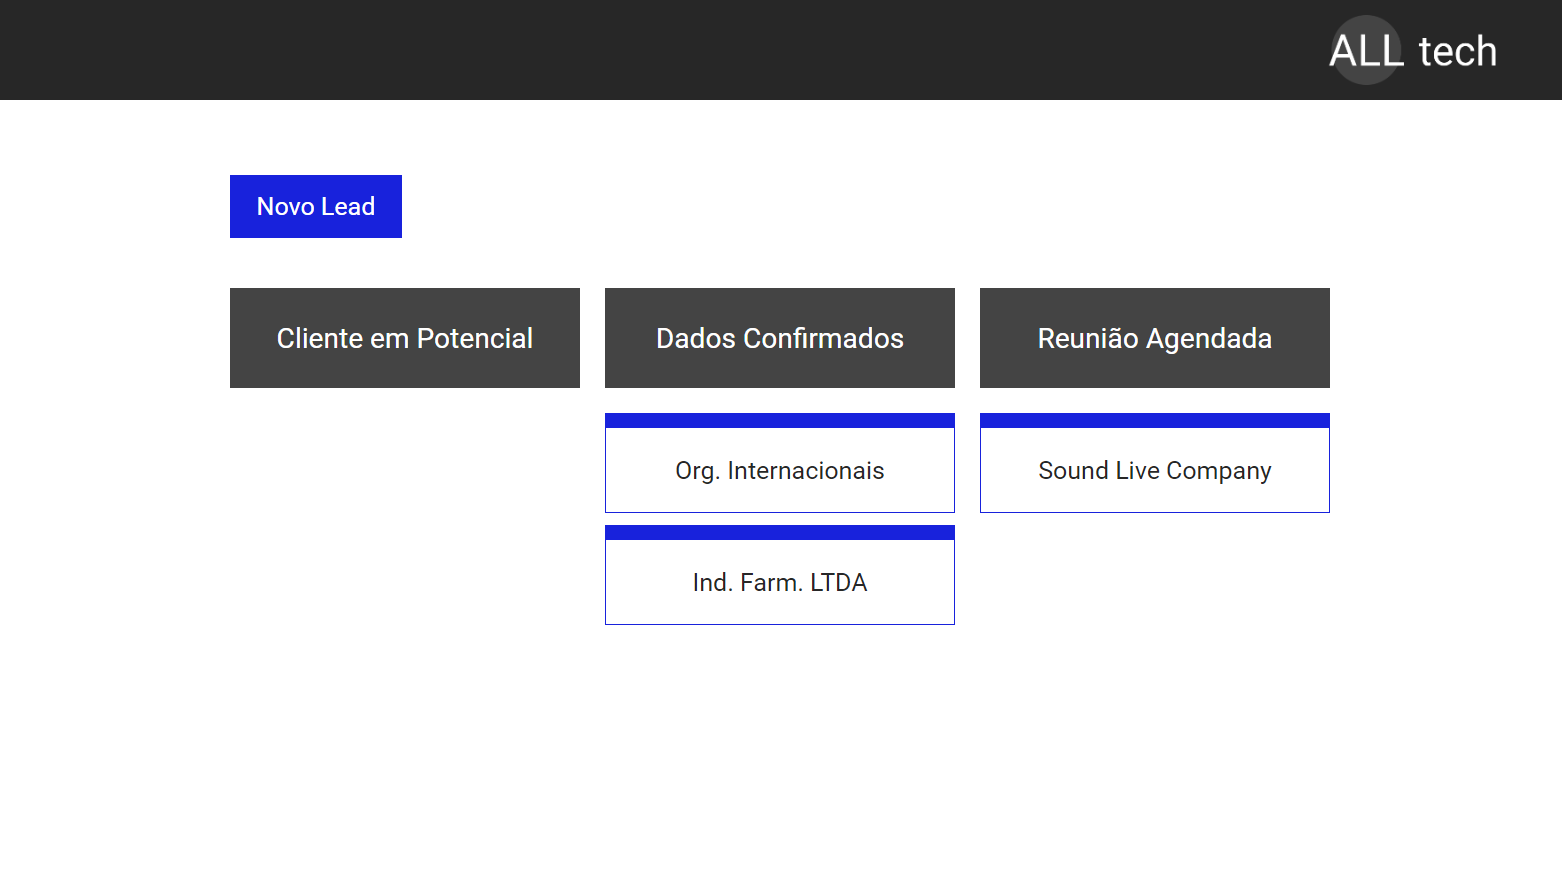 ALL tech
Novo Lead
Cliente em Potencial
Dados Confirmados
Reunião Agendada
Org. Internacionais
Sound Live Company
Ind. Farm. LTDA